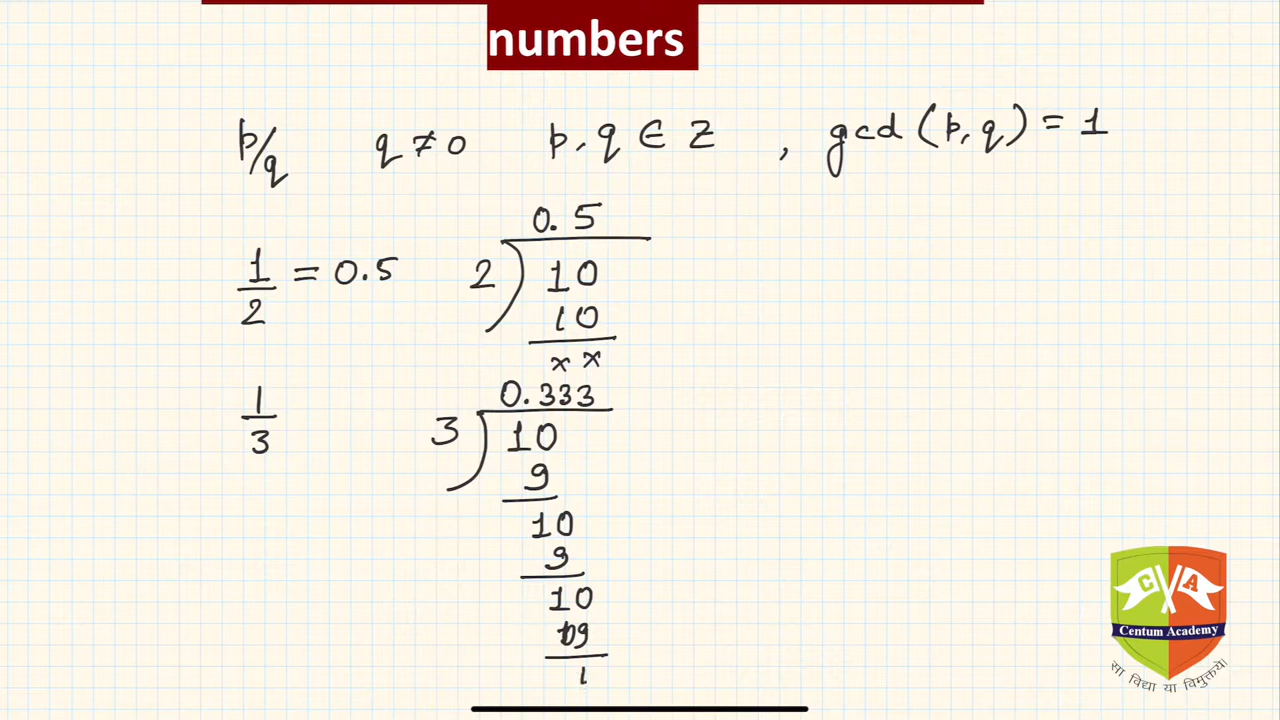 numbers
p/q q ≠ 0 p, q ∈ Z , gcd (p, q) = 1
0.5
1/2 = 0.5 2 ) 10
10
x x
0.333
1/3 3 ) 10
9
10
9
10
9
1
C A
Centum Academy
सा विद्या या विमुक्तये।